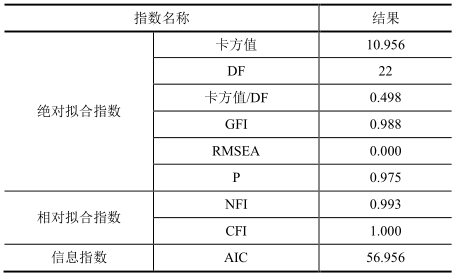 指数名称 结果
绝对拟合指数 卡方值 10.956
DF 22
卡方值/DF 0.498
GFI 0.988
RMSEA 0.000
P 0.975
相对拟合指数 NFI 0.993
CFI 1.000
信息指数 AIC 56.956